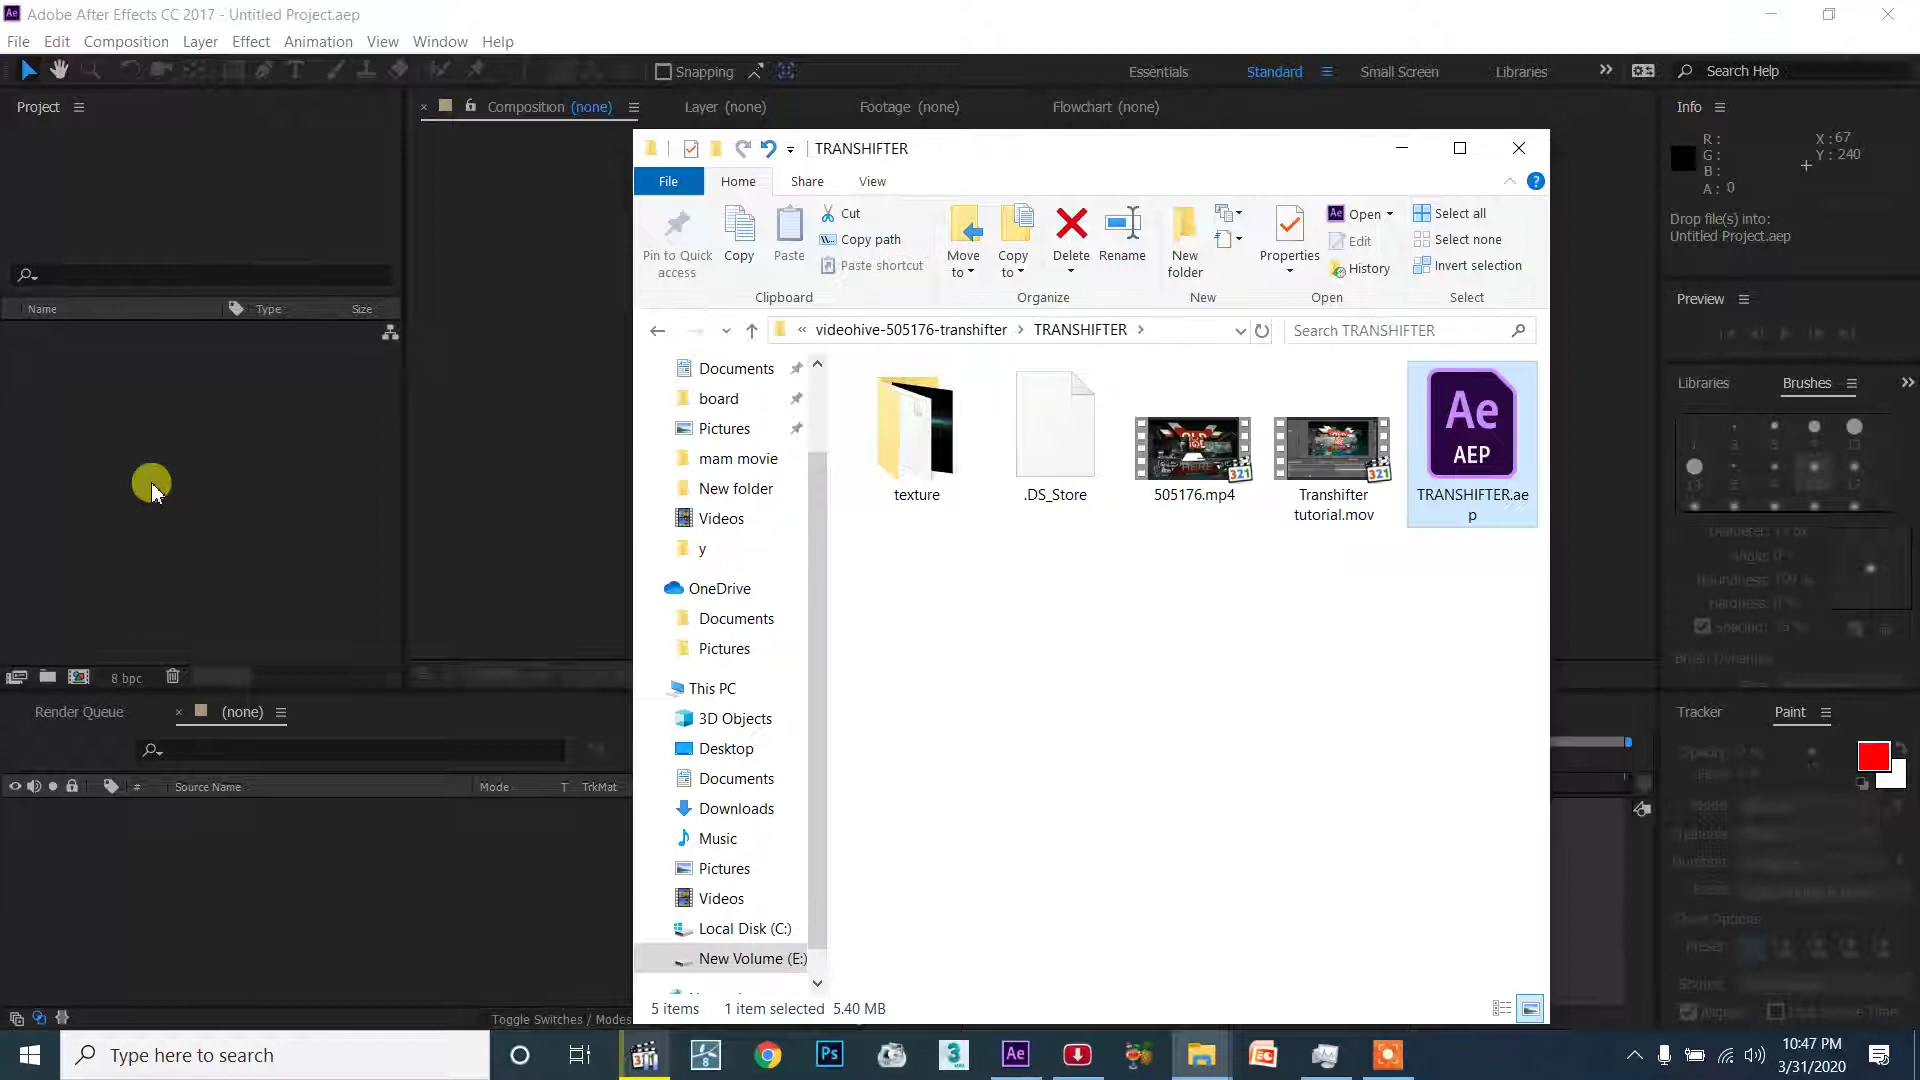 Adobe After Effects CC 2017 - Untitled Project.aep
File Edit Composition Layer Effect Animation View Window Help
Snapping
Essentials Standard Small Screen Libraries
Search Help
Project
Composition (none)
Layer (none)
Footage (none)
Flowchart (none)
Info
R :
G :
B :
A : 0
X : 67
Y : 240
Drop file(s) into:
Untitled Project.aep
Name Type Size
Preview
Libraries Brushes
8 bpc
Render Queue (none)
Source Name Mode T TrkMat
Toggle Switches / Modes
Tracker Paint
TRANSHIFTER
File Home Share View
Pin to Quick access
Copy
Paste
Cut
Copy path
Paste shortcut
Clipboard
Move to
Copy to
Delete
Rename
Organize
New folder
New
Properties
Open
Edit
History
Open
Select all
Select none
Invert selection
Select
« videohive-505176-transhifter > TRANSHIFTER >
Search TRANSHIFTER
Documents
board
Pictures
mam movie
New folder
Videos
y
OneDrive
Documents
Pictures
This PC
3D Objects
Desktop
Documents
Downloads
Music
Pictures
Videos
Local Disk (C:)
New Volume (E:)
texture
.DS_Store
505176.mp4
Transhifter
tutorial.mov
Ae
AEP
TRANSHIFTER.ae
p
5 items 1 item selected 5.40 MB
Type here to search
10:47 PM
3/31/2020